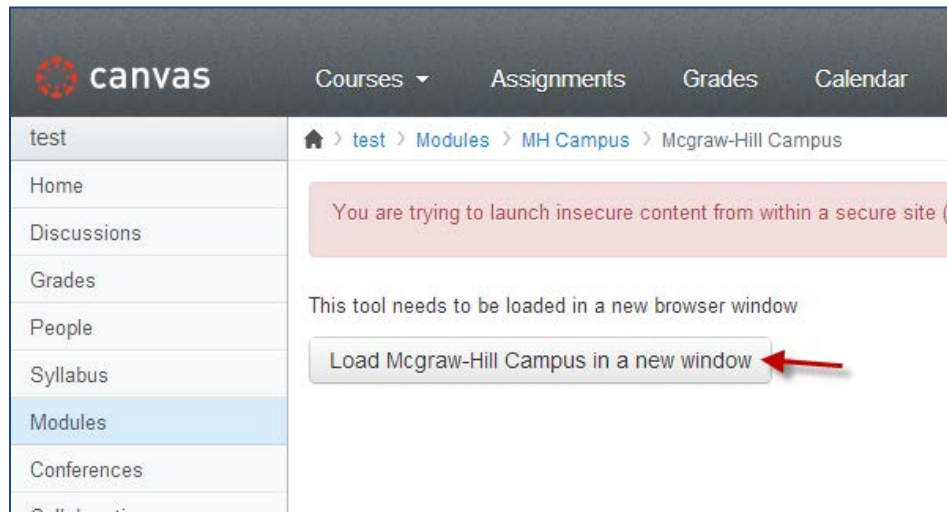 canvas
Courses Assignments Grades Calendar
test
test > Modules > MH Campus > Mcgraw-Hill Campus
Home
Discussions
Grades
People
Syllabus
Modules
Conferences
You are trying to launch insecure content from within a secure site (
This tool needs to be loaded in a new browser window
Load Mcgraw-Hill Campus in a new window